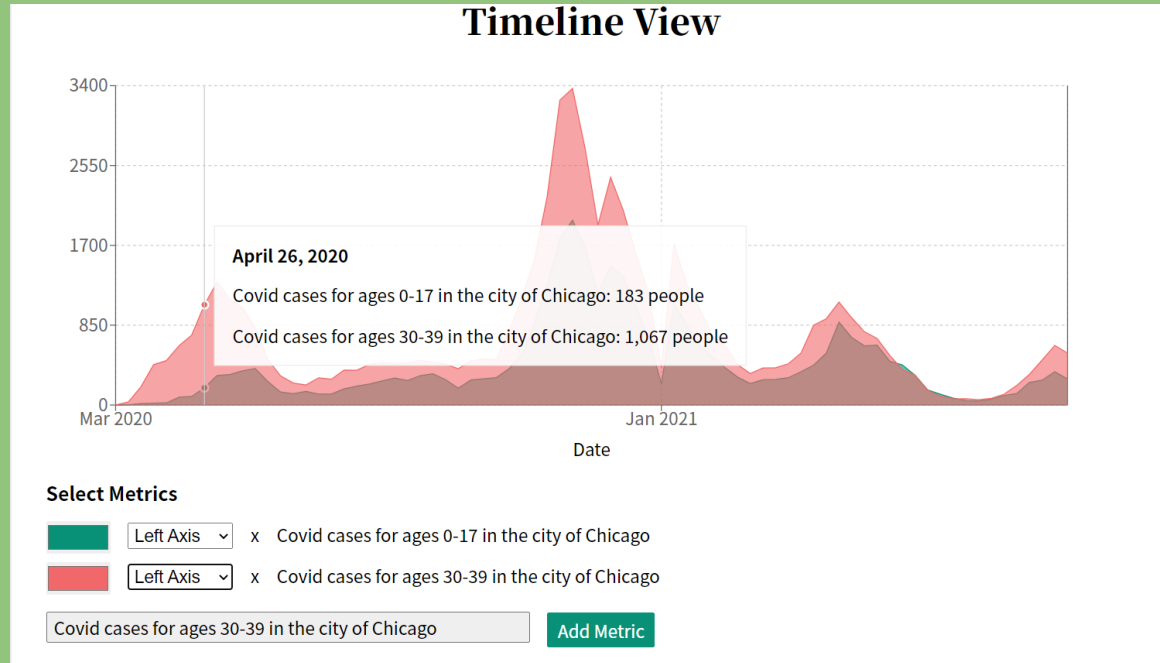 Timeline View
3400
2550
1700
850
0
April 26, 2020
Covid cases for ages 0-17 in the city of Chicago: 183 people
Covid cases for ages 30-39 in the city of Chicago: 1,067 people
Mar 2020
Jan 2021
Date
Select Metrics
Left Axis x Covid cases for ages 0-17 in the city of Chicago
Left Axis x Covid cases for ages 30-39 in the city of Chicago
Covid cases for ages 30-39 in the city of Chicago
Add Metric